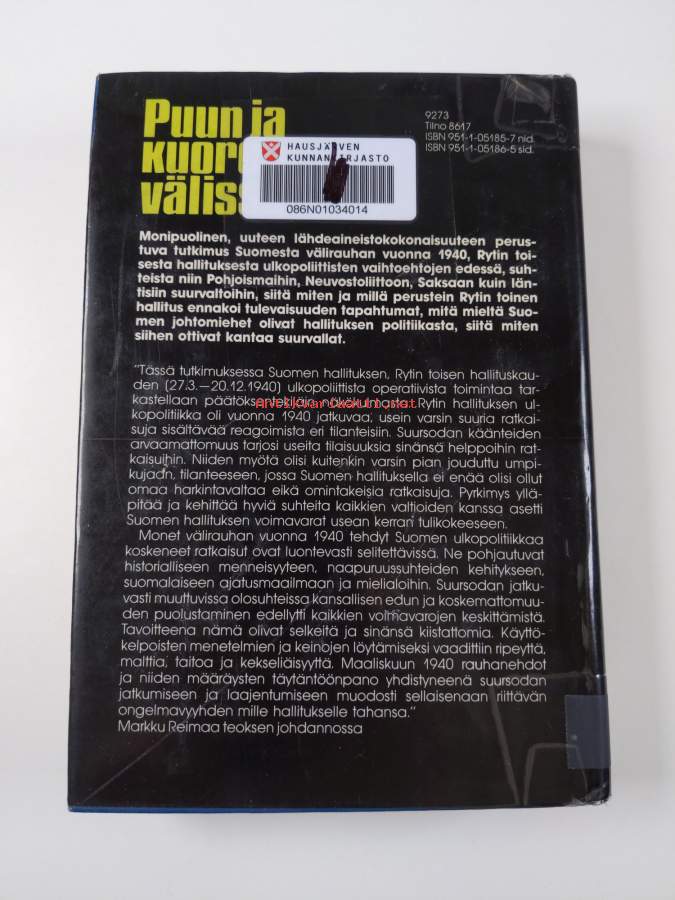 Puun ja
9273
Tilno 8617
ISBN 951-1-05185-7 nid.
ISBN 951-1-05186-5 sid.
HAUSJÄRVEN
KUNNANKIRJASTO
086N01034014
Monipuolinen, uuteen lähdeaineistokokonaisuuteen perus-
tuva tutkimus Suomesta välirauhan vuonna 1940, Rytin toi-
sesta hallituksesta ulkopoliittisten vaihtoehtojen edessä, suh-
teista niin Pohjoismaihin, Neuvostoliittoon, Saksaan kuin län-
tisiin suurvaltoihin, siitä miten ja millä perustein Rytin toinen
hallitus ennakoi tulevaisuuden tapahtumat, mitä mieltä Suo-
men johtomiehet olivat hallituksen politiikasta, siitä miten
siihen ottivat kantaa suurvallat.
"Tässä tutkimuksessa Suomen hallituksen, Rytin toisen hallituskau-
den (27.3.—20.12.1940) ulkopoliittista operatiivista toimintaa tar-
kastellaan päätöksentekijän näkökulmasta. Rytin hallituksen ul-
Antikvariaatit.net
kopolitiikka oli vuonna 1940 jatkuvaa, usein varsin suuria ratkai-
suja sisältävää reagoimista eri tilanteisiin. Suursodan käänteiden
arvaamattomuus tarjosi useita tilaisuuksia sinänsä helppoihin rat-
kaisuihin. Niiden myötä olisi kuitenkin varsin pian jouduttu umpi-
kujaan, tilanteeseen, jossa Suomen hallituksella ei enää olisi ollut
omaa harkintavaltaa eikä omintakeisia ratkaisuja. Pyrkimys yllä-
pitää ja kehittää hyviä suhteita kaikkien valtioiden kanssa asetti
Suomen hallituksen voimavarat usean kerran tulikokeeseen.
Monet välirauhan vuonna 1940 tehdyt Suomen ulkopolitiikkaa
koskeneet ratkaisut ovat luontevasti selitettävissä. Ne pohjautuvat
historialliseen menneisyyteen, naapuruussuhteiden kehitykseen,
suomalaiseen ajatusmaailmaan ja mielialoihin. Suursodan jatku-
vasti muuttuvissa olosuhteissa kansallisen edun ja koskemattomuu-
den puolustaminen edellytti kaikkien voimavarojen keskittämistä.
Tavoitteena nämä olivat selkeitä ja sinänsä kiistattomia. Käyttö-
kelpoisten menetelmien ja keinojen löytämiseksi vaadittiin ripeyttä,
malttia, taitoa ja kekseliäisyyttä. Maaliskuun 1940 rauhanehdot
ja niiden määräysten täytäntöönpano yhdistyneenä suursodan
jatkumiseen ja laajentumiseen muodosti sellaisenaan riittävän
ongelmavyyhden mille hallitukselle tahansa."
Markku Reimaa teoksen johdannossa